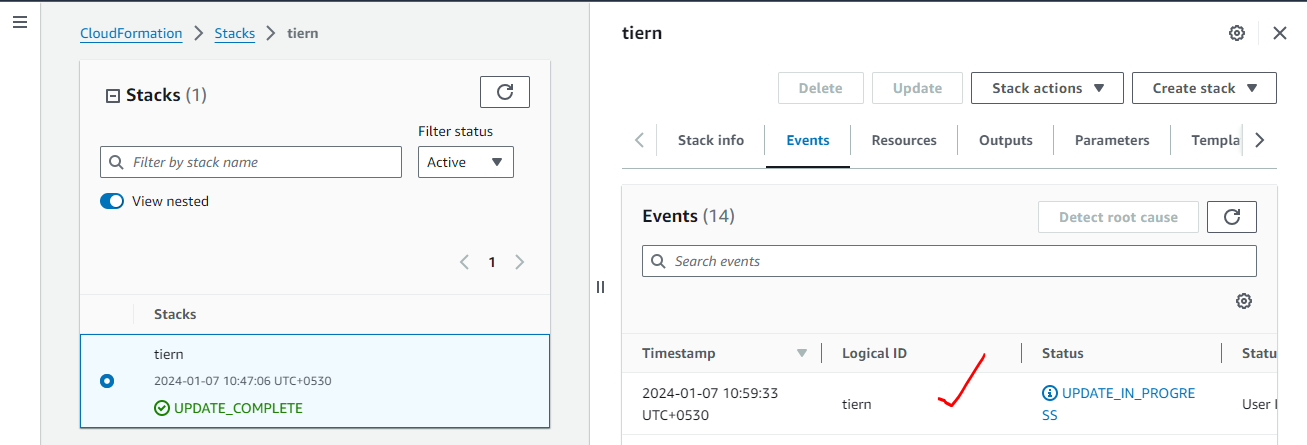 CloudFormation > Stacks > tiern
Stacks (1)
Filter status
Filter by stack name
Active
View nested
1
Stacks
tiern
2024-01-07 10:47:06 UTC+0530
UPDATE_COMPLETE
tiern
Delete
Update
Stack actions
Create stack
Stack info
Events
Resources
Outputs
Parameters
Templa
Events (14)
Detect root cause
Search events
Timestamp
Logical ID
Status
Statu
2024-01-07 10:59:33
UTC+0530
tiern
UPDATE_IN_PROGRE
SS
User I